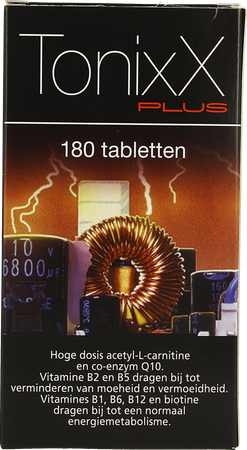 TonixX
PLUS
180 tabletten
10 V
6800 µF
Hoge dosis acetyl-L-carnitine
en co-enzym Q10.
Vitamine B2 en B5 dragen bij tot
verminderen van moeheid en vermoeidheid.
Vitamines B1, B6, B12 en biotine
dragen bij tot een normaal
energiemetabolisme.